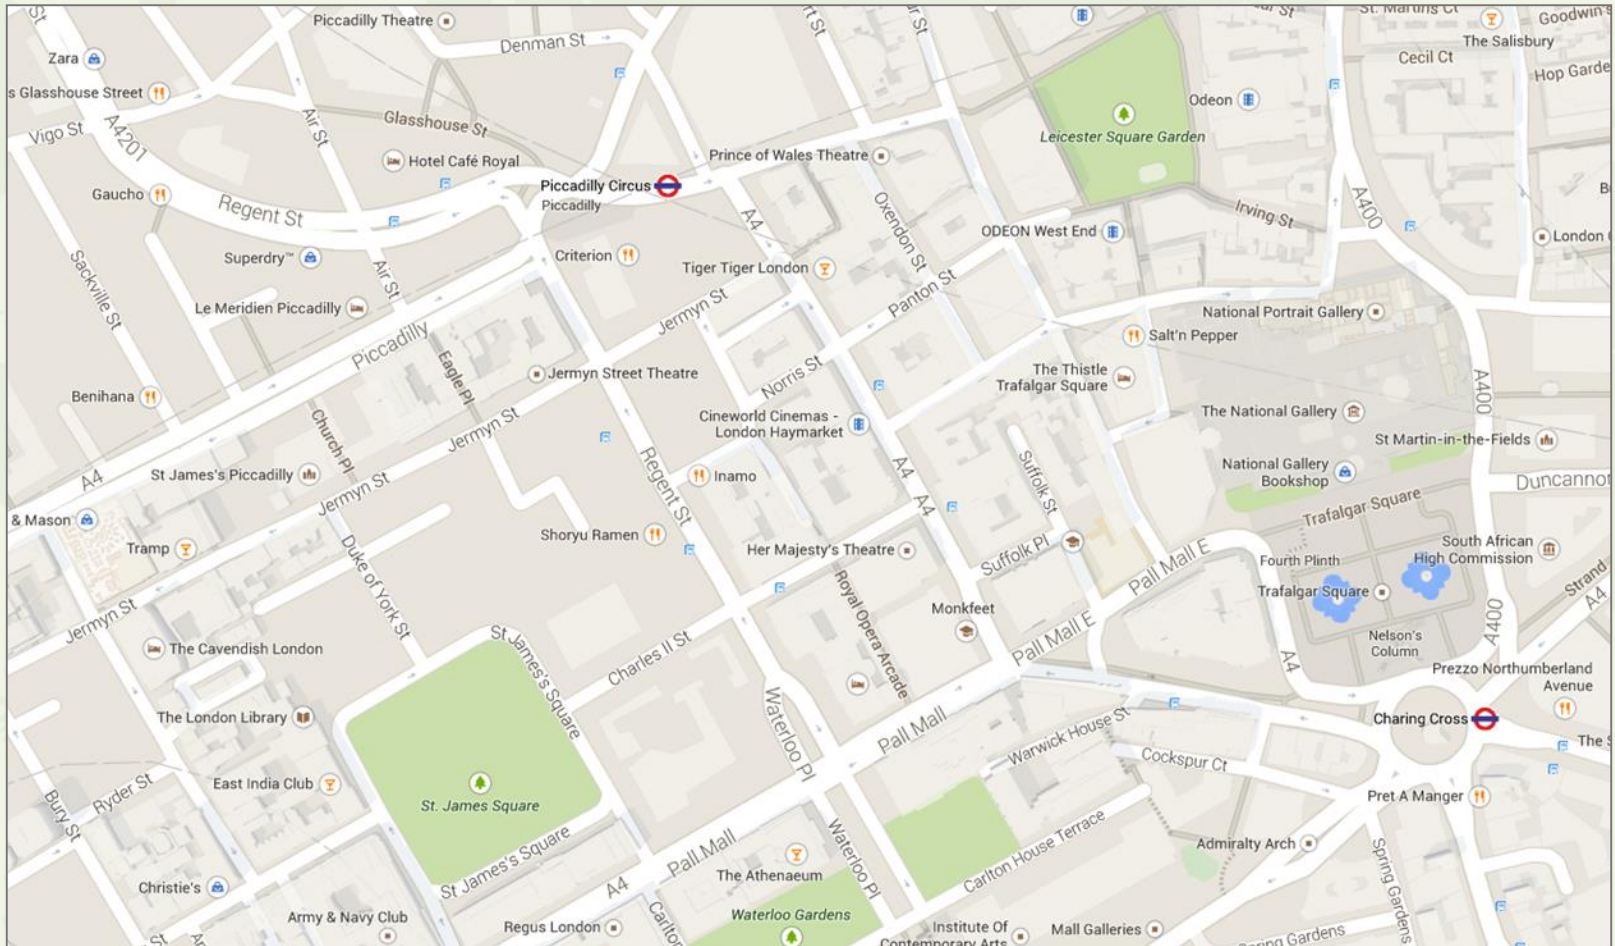 St
Piccadilly Theatre
Denman St
St. Martins Ct
Goodwin's
The Salisbury
Zara
Cecil Ct
Hop Garde
s Glasshouse Street
Odeon
Vigo St
A4201
Air St
Glasshouse St
Leicester Square Garden
Hotel Café Royal
Prince of Wales Theatre
Piccadilly Circus
Piccadilly
Gaucho
Regent St
A4
Oxendon St
Irving St
A400
ODEON West End
London
Superdry™
Criterion
Tiger Tiger London
Sackville St
Air St
Le Meridien Piccadilly
Jermyn St
Panton St
National Portrait Gallery
Salt'n Pepper
Piccadilly
Eagle Pl
Jermyn Street Theatre
Norris St
The Thistle
Trafalgar Square
A400
Benihana
Church Pl
Jermyn St
Cineworld Cinemas -
London Haymarket
The National Gallery
St Martin-in-the-Fields
A4
St James's Piccadilly
Jermyn St
Regent St
Inamo
A4
A4
Suffolk St
National Gallery
Bookshop
Duncannon
& Mason
Tramp
Shoryu Ramen
Her Majesty's Theatre
Suffolk Pl
Pall Mall E
Trafalgar Square
Fourth Plinth
South African
High Commission
Trafalgar Square
Strand
A4
Duke of York St
Jermyn St
Royal Opera Arcade
Monkfeet
Pall Mall E
A4
Nelson's
Column
A400
The Cavendish London
St James's Square
Charles II St
Prezzo Northumberland
Avenue
The London Library
Waterloo Pl
Pall Mall
Warwick House St
Charing Cross
The S
Cockspur Ct
East India Club
Ryder St
Bury St
St. James Square
Pret A Manger
Pall Mall
Waterloo Pl
Carlton House Terrace
Admiralty Arch
Spring Gardens
St James's Square
The Athenaeum
Christie's
A4
Army & Navy Club
Regus London
Carlton
Waterloo Gardens
Institute Of
Contemporary Arts
Mall Galleries
Spring Gardens
St